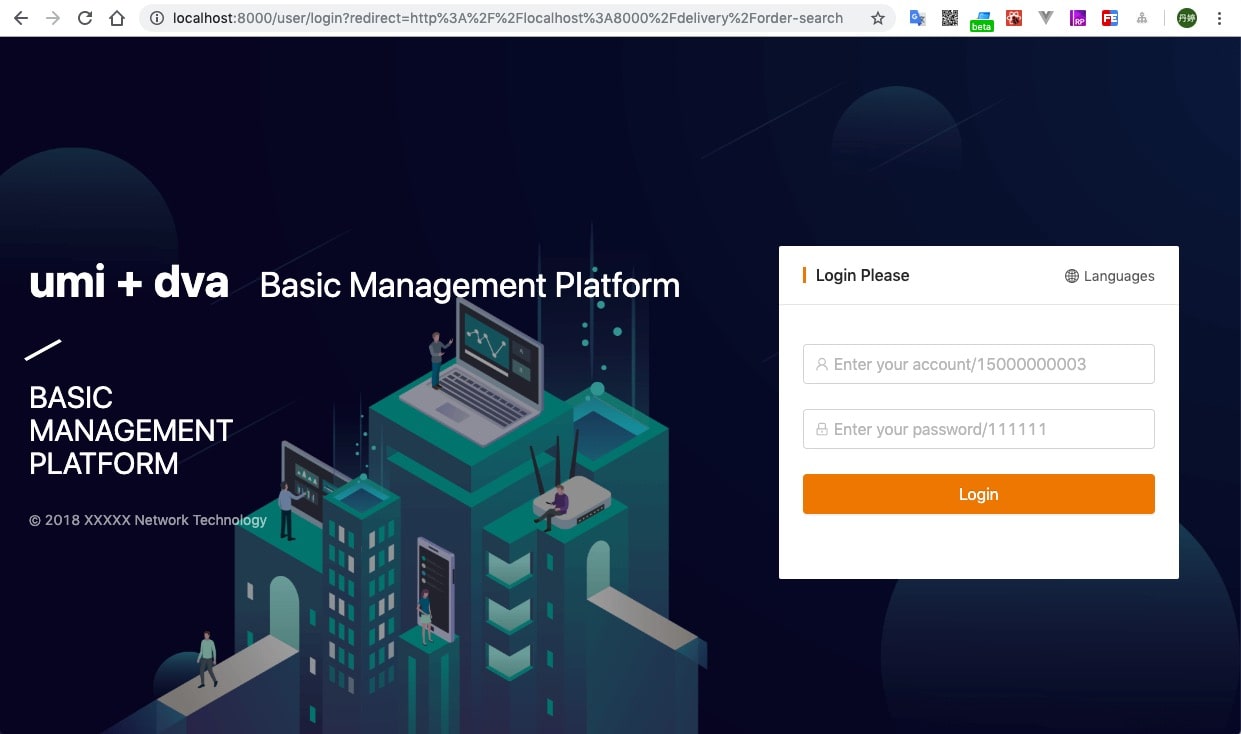 localhost:8000/user/login?redirect=http%3A%2F%2Flocalhost%3A8000%2Fdelivery%2Forder-search
beta
RP
FE
丹婷
umi + dva Basic Management Platform
BASIC
MANAGEMENT
PLATFORM
© 2018 XXXXX Network Technology
Login Please
Languages
Enter your account/15000000003
Enter your password/111111
Login